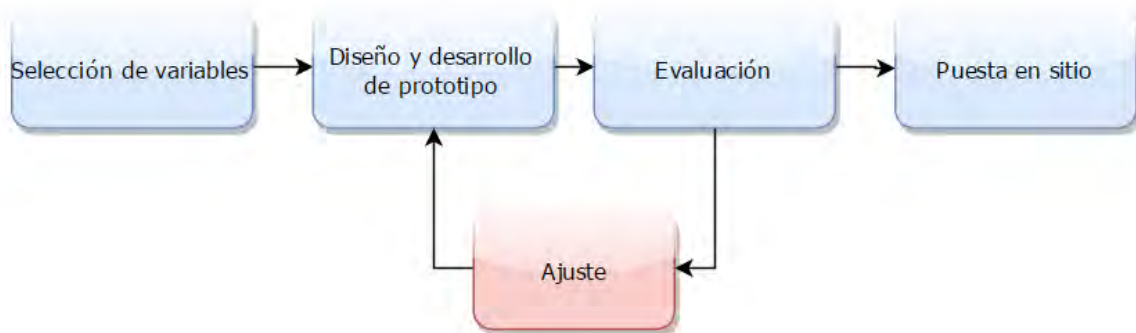 Selección de variables
Diseño y desarrollo
de prototipo
Evaluación
Puesta en sitio
Ajuste